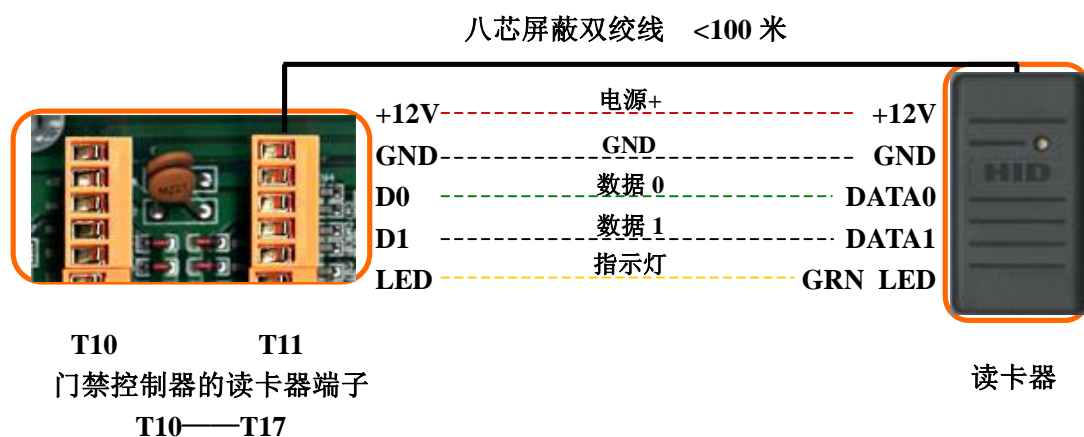 八芯屏蔽双绞线 <100 米
+12V 电源+ +12V
GND GND GND
D0 数据 0 DATA0
D1 数据 1 DATA1
LED 指示灯 GRN LED
HID
T10 T11
门禁控制器的读卡器端子
T10——T17
读卡器